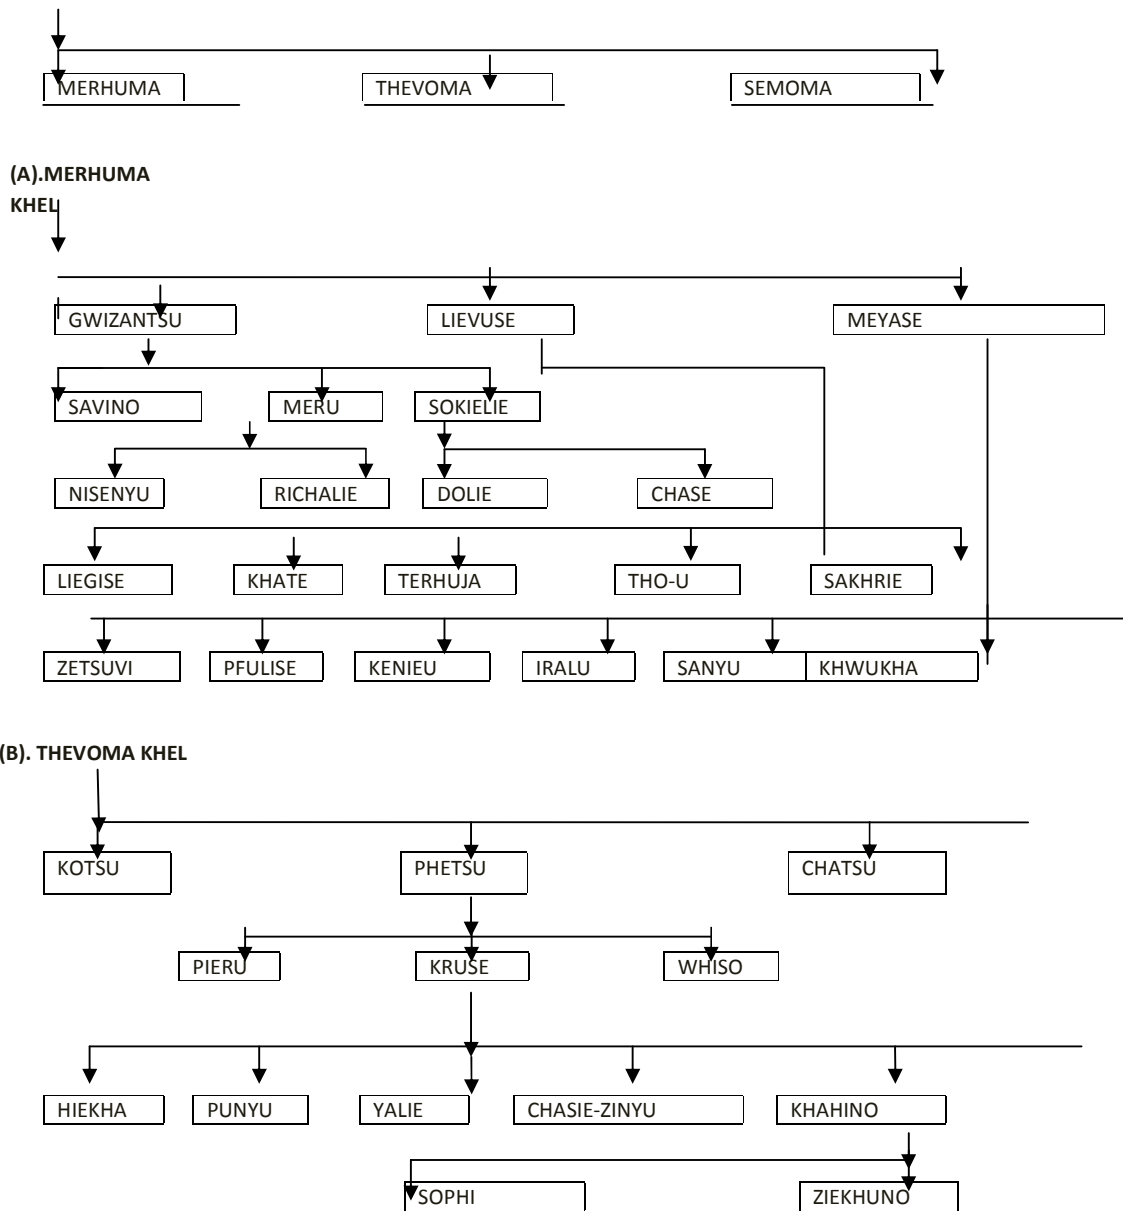 MERHUMA THEVOMA SEMOMA
(A).MERHUMA
KHEL
GWIZANTSU LIEVUSE MEYASE
SAVINO MERU SOKIELIE
NISENYU RICHALIE DOLIE CHASE
LIEGISE KHATE TERHUJA THO-U SAKHRIE
ZETSUVI PFULISE KENIEU IRALU SANYU KHWUKHA
(B). THEVOMA KHEL
KOTSU PHETSU CHATSU
PIERU KRUSE WHISO
HIEKHA PUNYU YALIE CHASIE-ZINYU KHAHINO
SOPHI ZIEKHUNO